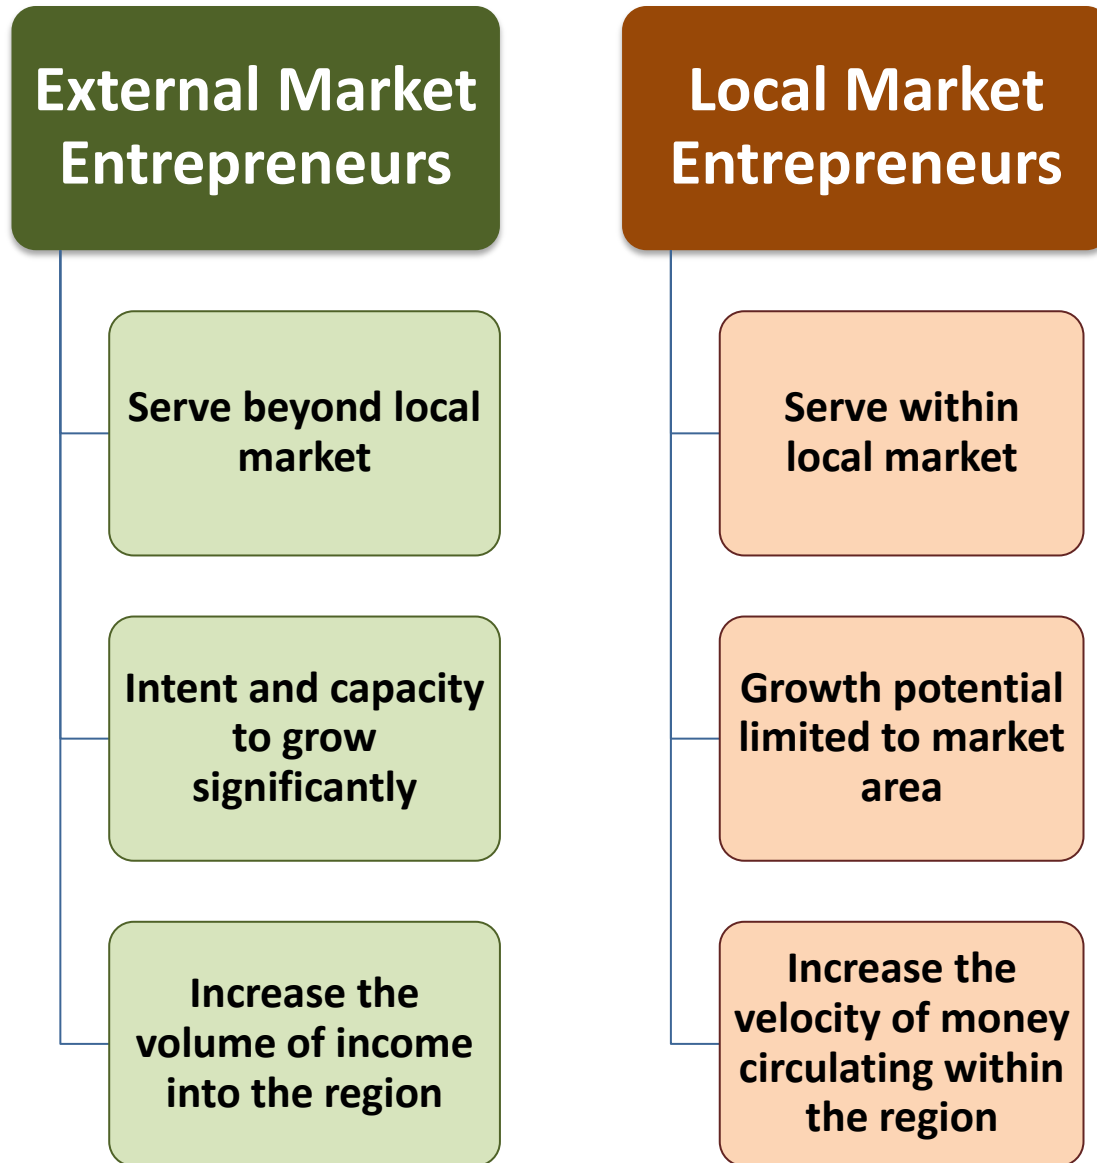 External Market
Entrepreneurs
Serve beyond local
market
Intent and capacity
to grow
significantly
Increase the
volume of income
into the region
Local Market
Entrepreneurs
Serve within
local market
Growth potential
limited to market
area
Increase the
velocity of money
circulating within
the region